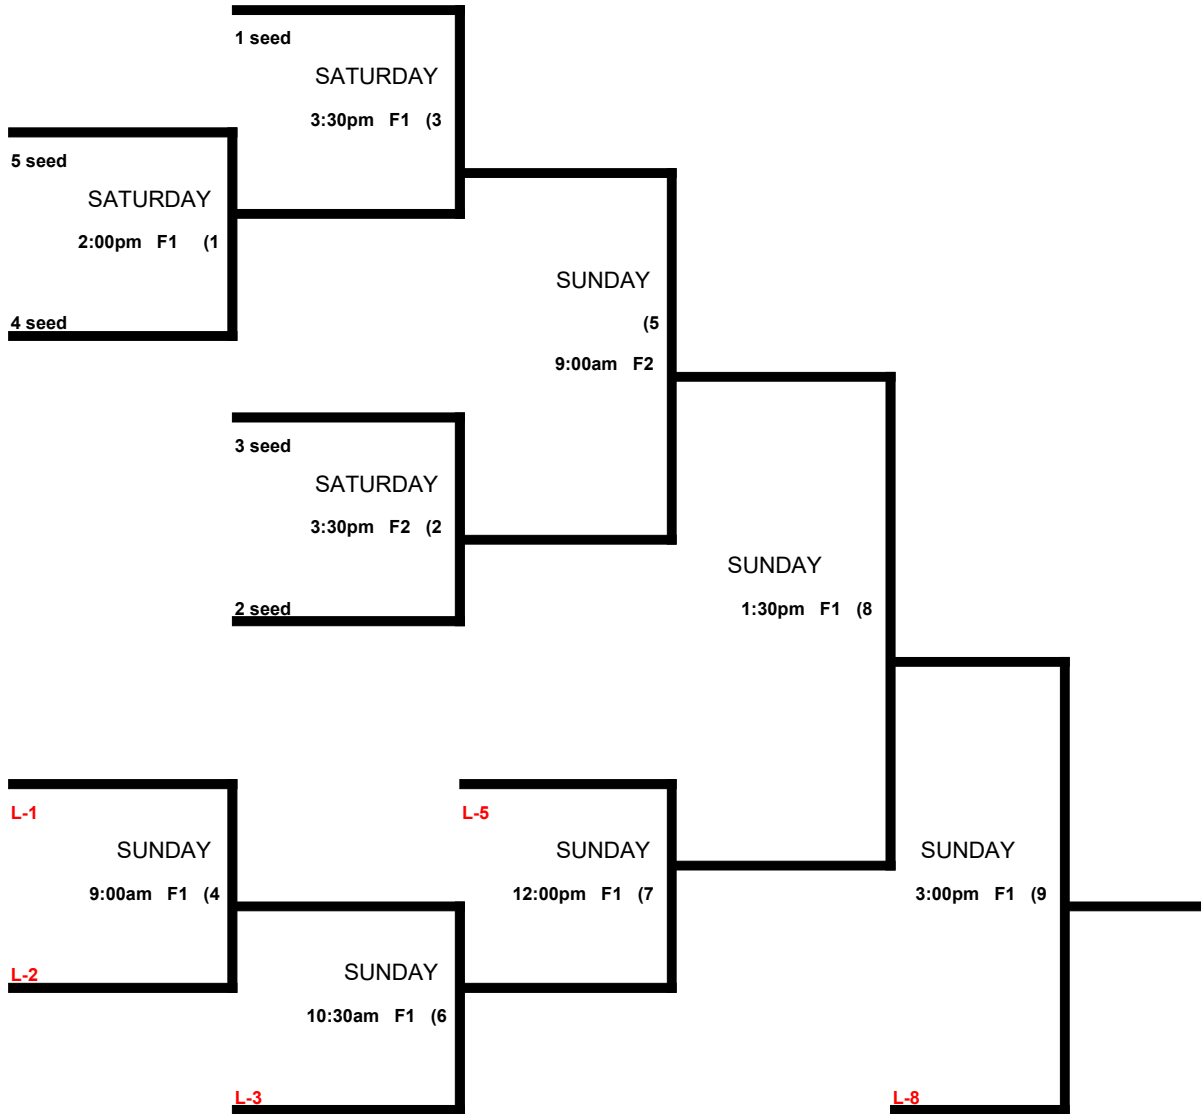 1 seed
SATURDAY
3:30pm F1 (3
5 seed
SATURDAY
2:00pm F1 (1
4 seed
SUNDAY
(5
9:00am F2
3 seed
SATURDAY
3:30pm F2 (2
2 seed
SUNDAY
1:30pm F1 (8
L-1
SUNDAY
9:00am F1 (4
L-2
L-5
SUNDAY
12:00pm F1 (7
SUNDAY
3:00pm F1 (9
SUNDAY
10:30am F1 (6
L-3
L-8